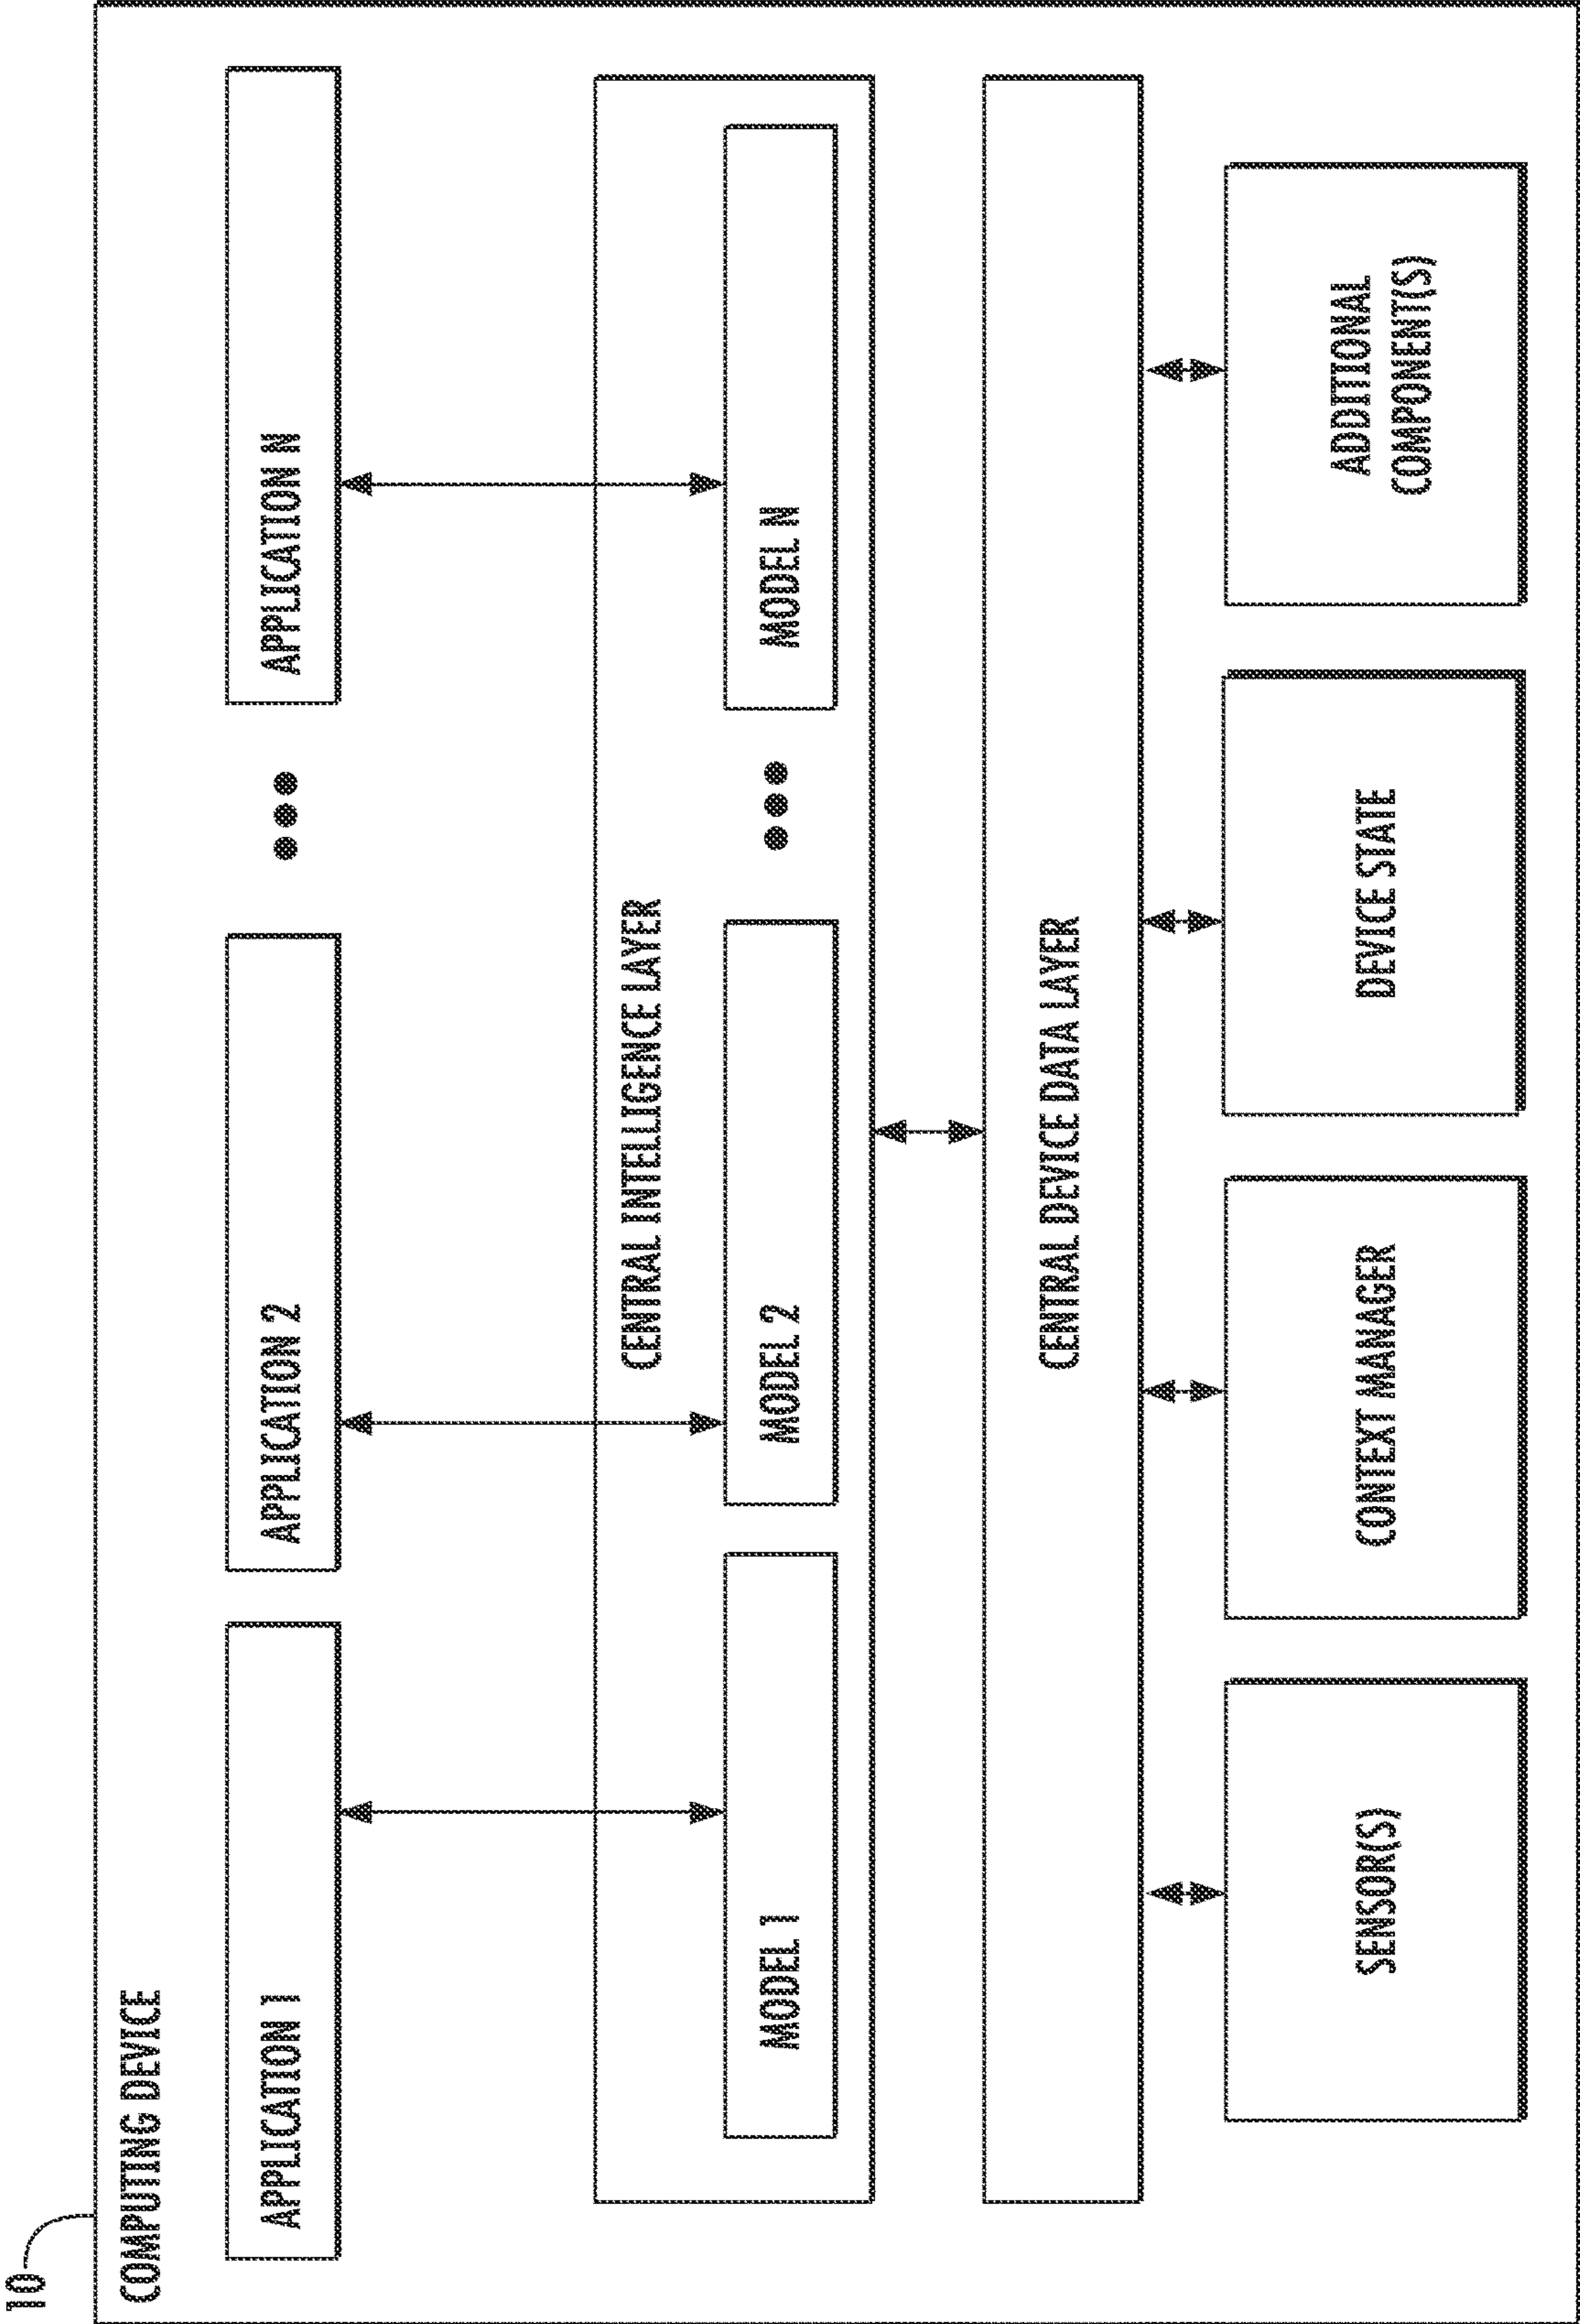 10
COMPUTING DEVICE
APPLICATION 1
APPLICATION 2
APPLICATION N
CENTRAL INTELLIGENCE LAYER
MODEL 1
MODEL 2
MODEL N
CENTRAL DEVICE DATA LAYER
SENSOR(S)
CONTEXT MANAGER
DEVICE STATE
ADDITIONAL
COMPONENT(S)